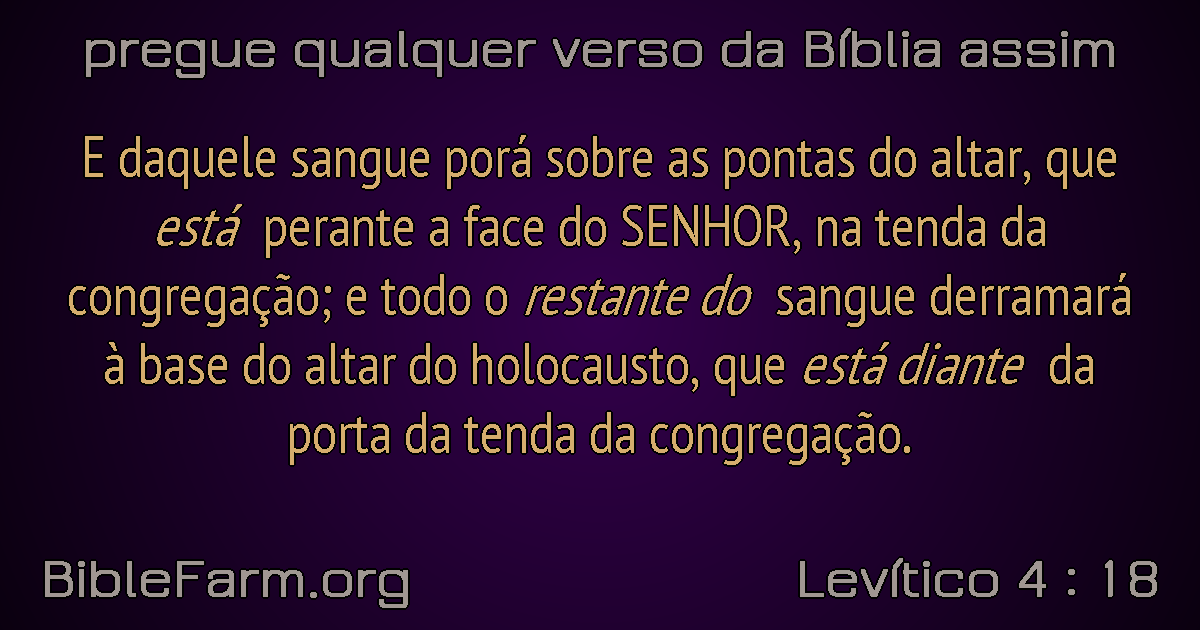 pregue qualquer verso da Bíblia assim
E daquele sangue porá sobre as pontas do altar, que
está perante a face do SENHOR, na tenda da
congregação; e todo o restante do sangue derramará
à base do altar do holocausto, que está diante da
porta da tenda da congregação.
BibleFarm.org
Levítico 4 : 18